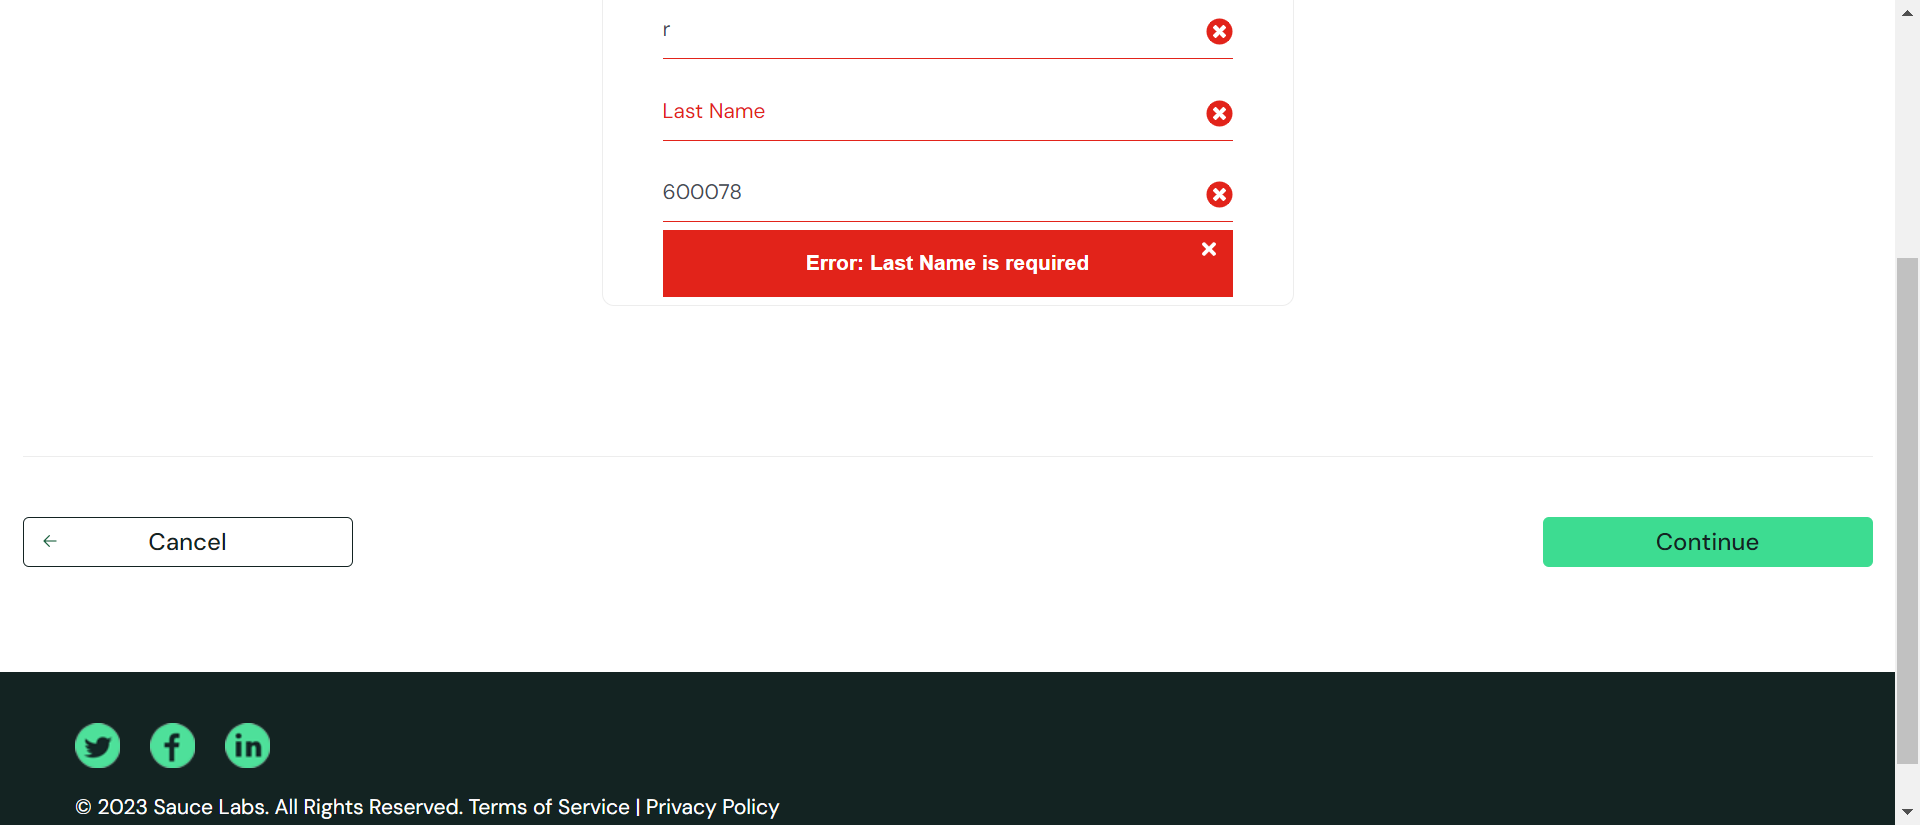 r
Last Name
600078
Error: Last Name is required
Cancel
Continue
© 2023 Sauce Labs. All Rights Reserved. Terms of Service | Privacy Policy